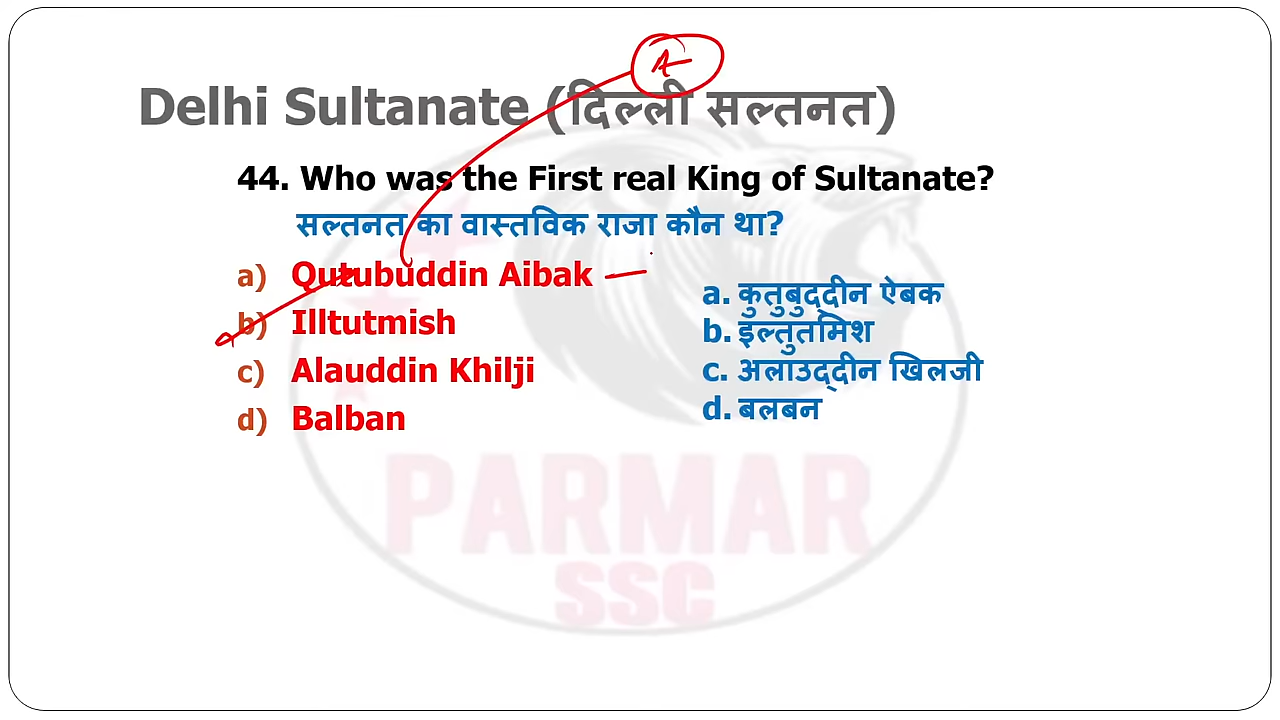 A
Delhi Sultanate (दिल्ली सल्तनत)
44. Who was the First real King of Sultanate?
सल्तनत का वास्तविक राजा कौन था?
a) Qutubuddin Aibak
b) Illtutmish
c) Alauddin Khilji
d) Balban
a. कुतुबुद्दीन ऐबक
b. इल्तुतमिश
c. अलाउद्दीन खिलजी
d. बलबन
PARMAR
SSC